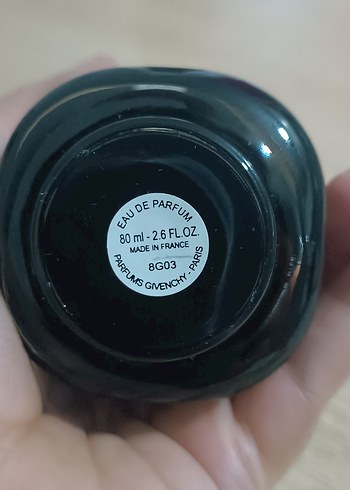 EAU DE PARFUM
80 ml - 2.6 FL.OZ.
MADE IN FRANCE
8G03
PARFUMS GIVENCHY - PARIS